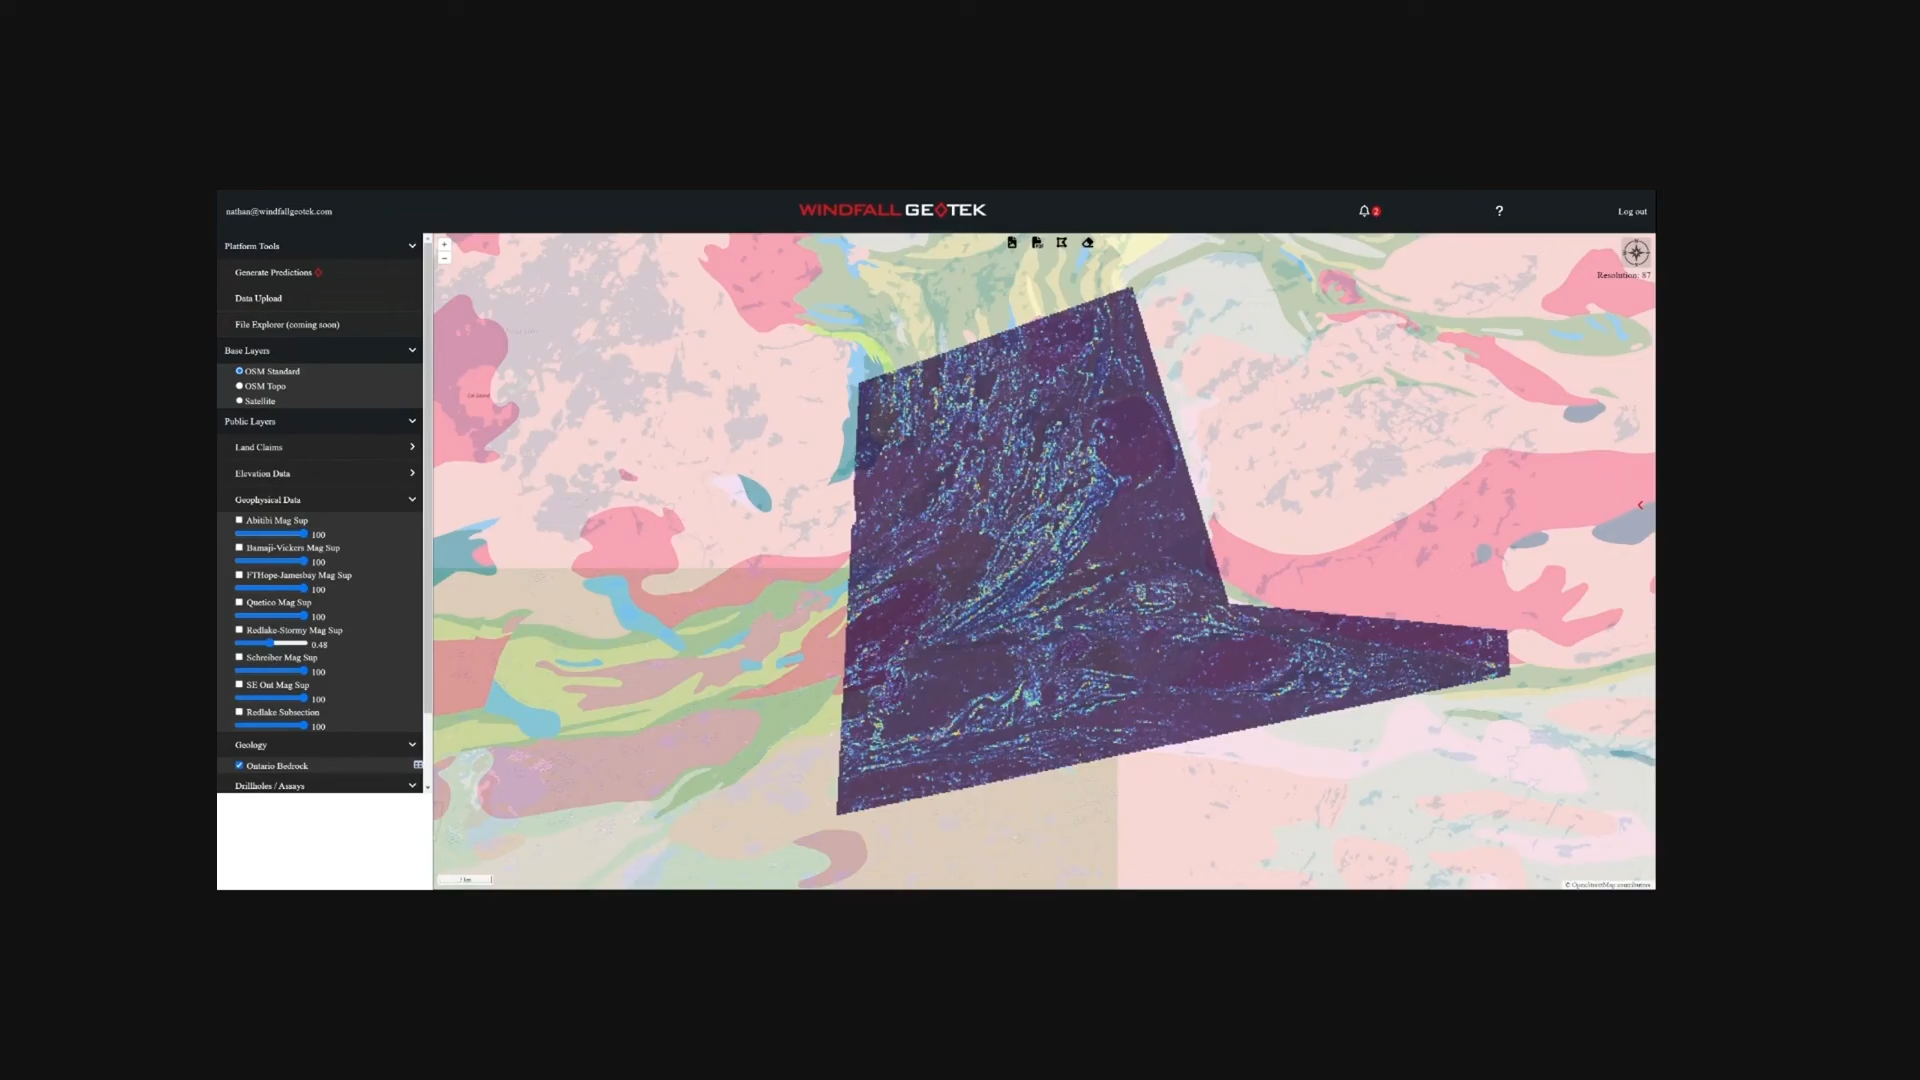 nathan@windfallgeotek.com
WINDFALL GEOTEK
2
?
Log out
Platform Tools
Generate Predictions
Data Upload
File Explorer (coming soon)
Base Layers
OSM Standard
OSM Topo
Satellite
Public Layers
Land Claims
Elevation Data
Geophysical Data
Abitibi Mag Sup
100
Bamaji-Vickers Mag Sup
100
FTHope-Jamesbay Mag Sup
100
Quetico Mag Sup
100
Redlake-Stormy Mag Sup
0.48
Schreiber Mag Sup
100
SE Ont Mag Sup
100
Redlake Subsection
100
Geology
Ontario Bedrock
Drillholes / Assays
+
−
Resolution: 87
© OpenStreetMap contributors